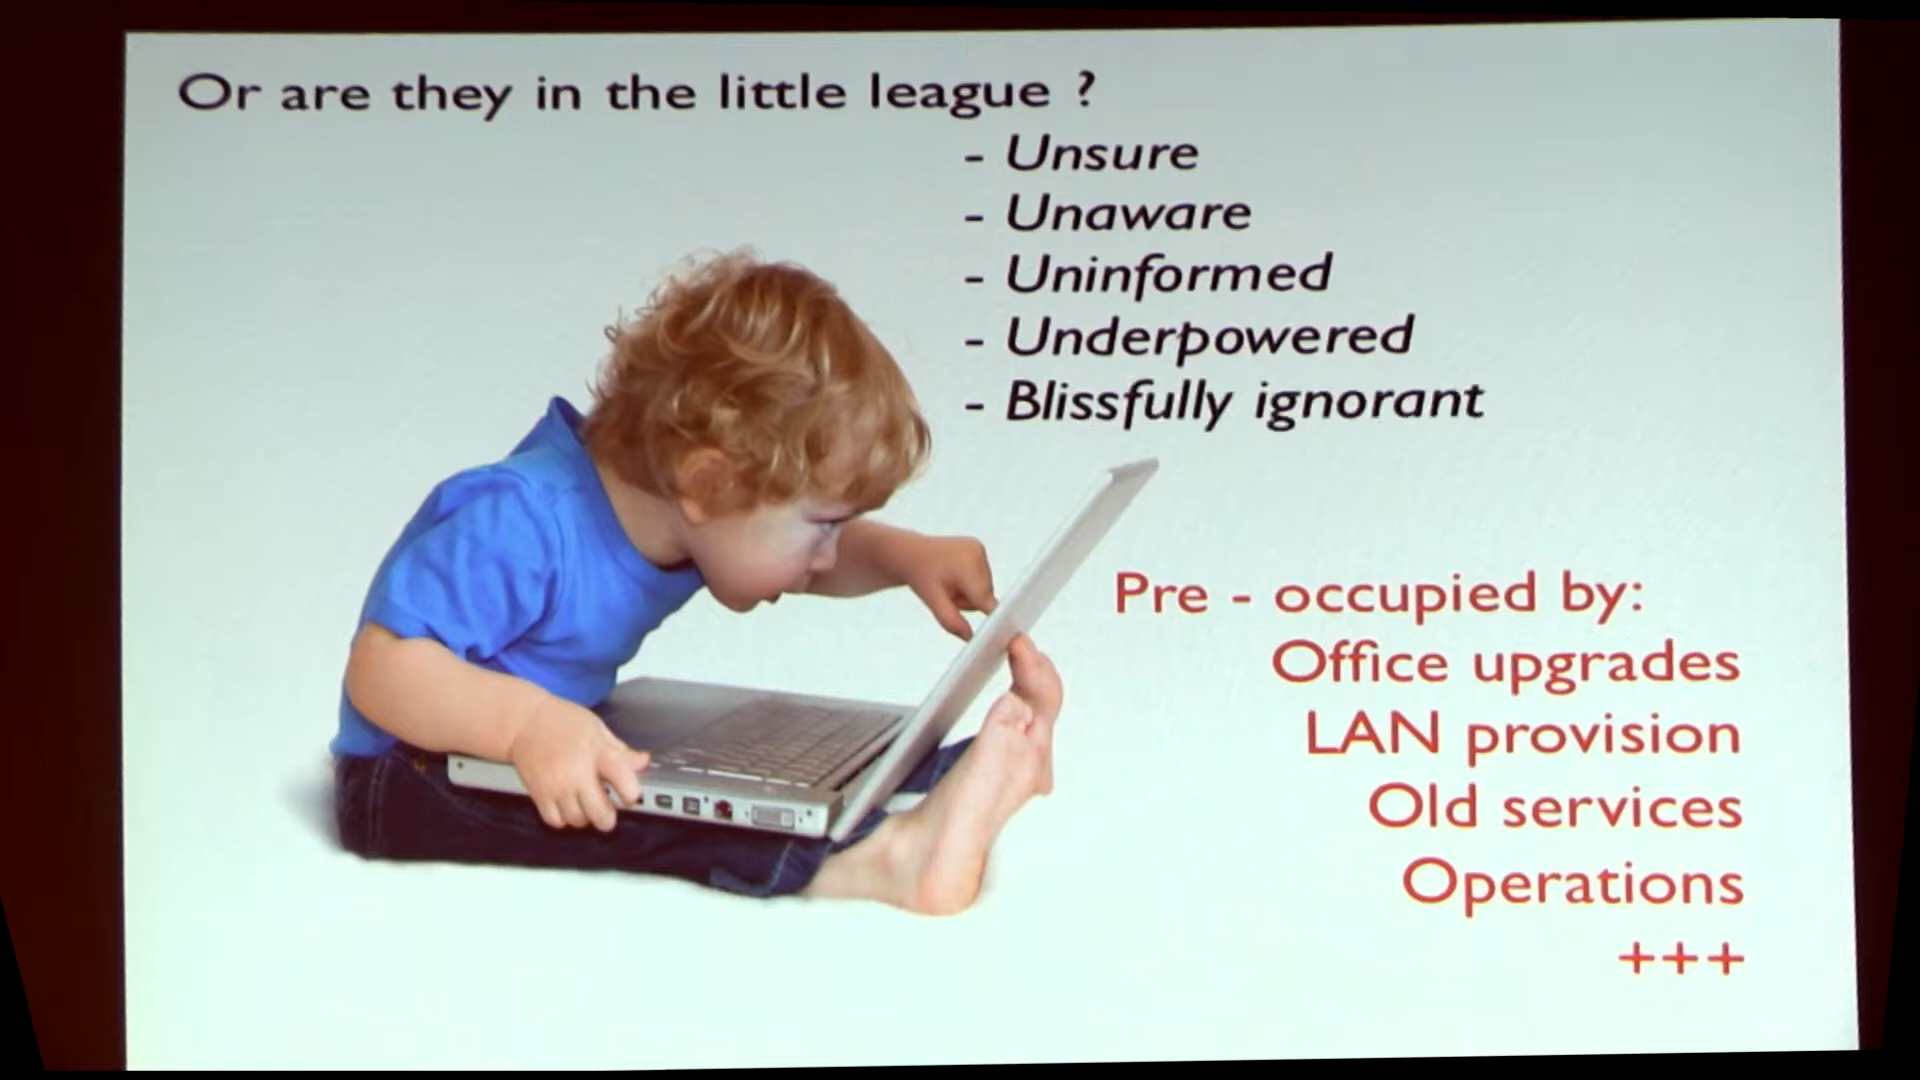 Or are they in the little league ?
- Unsure
- Unaware
- Uninformed
- Underpowered
- Blissfully ignorant
Pre - occupied by:
Office upgrades
LAN provision
Old services
Operations
+++